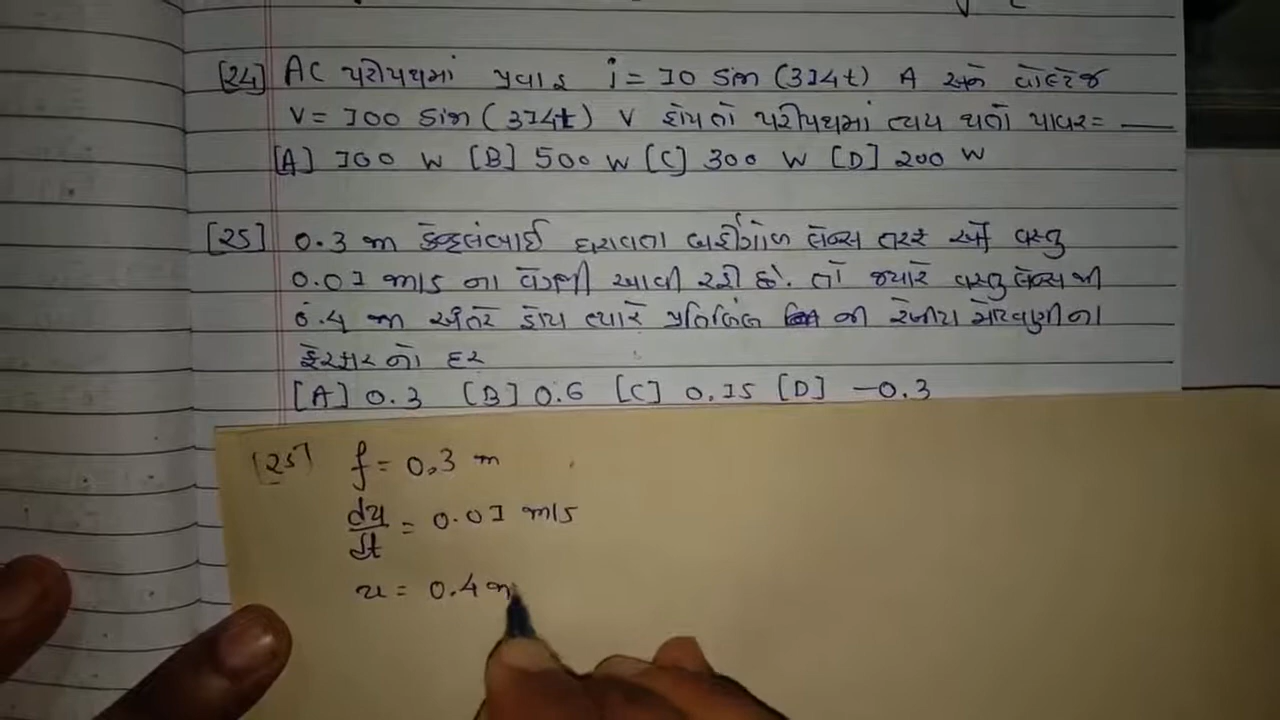 [24] AC પરીપથમાં પ્રવાહ i = 10 sin (314t) A અને વોલ્ટેજ
V = 100 sin (314t) V હોય તો પરીપથમાં વ્યય થતો પાવર = ___
[A] 100 W [B] 500 W [C] 300 W [D] 200 W
[25] 0.3 m કેન્દ્રલંબાઈ ધરાવતા બહીર્ગોળ લેન્સ તરફ એક વસ્તુ
0.01 m/s ના વેગથી આવી રહી છે. તો જ્યારે વસ્તુ લેન્સથી
0.4 m અંતરે હોય ત્યારે પ્રતિબિંબ ની રેખીય મોટવણીના
ફેરફારનો દર
[A] 0.3 [B] 0.6 [C] 0.15 [D] -0.3
[25] f = 0.3 m
du/dt = 0.01 m/s
u = 0.4 m